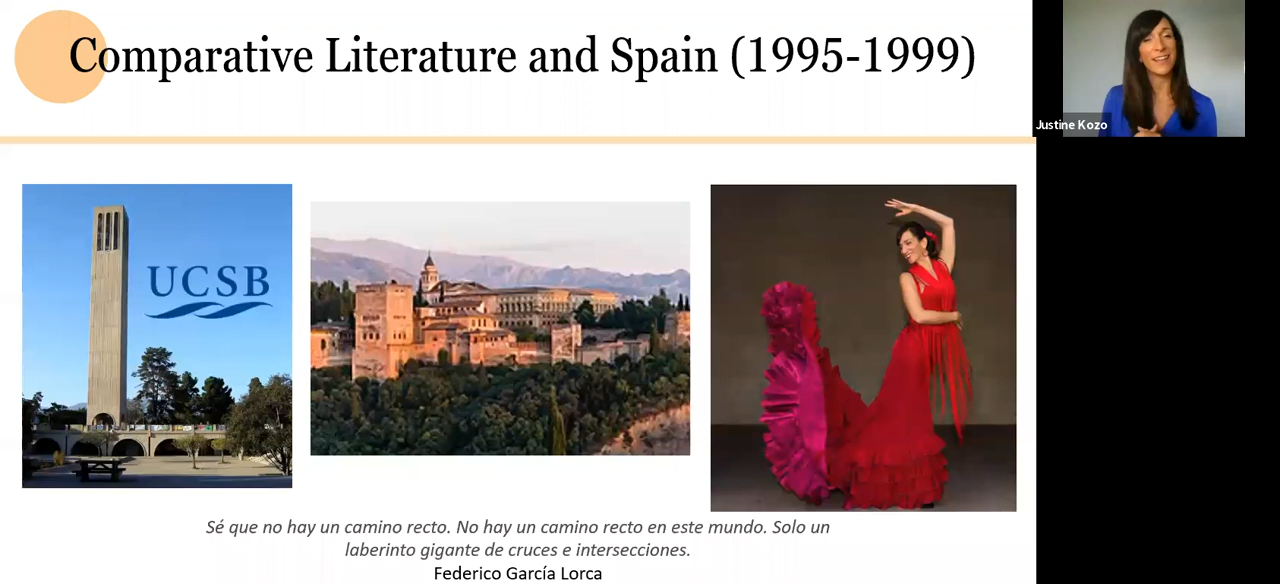 Comparative Literature and Spain (1995-1999)
Justine Kozo
UCSB
Sé que no hay un camino recto. No hay un camino recto en este mundo. Solo un
laberinto gigante de cruces e intersecciones.
Federico García Lorca